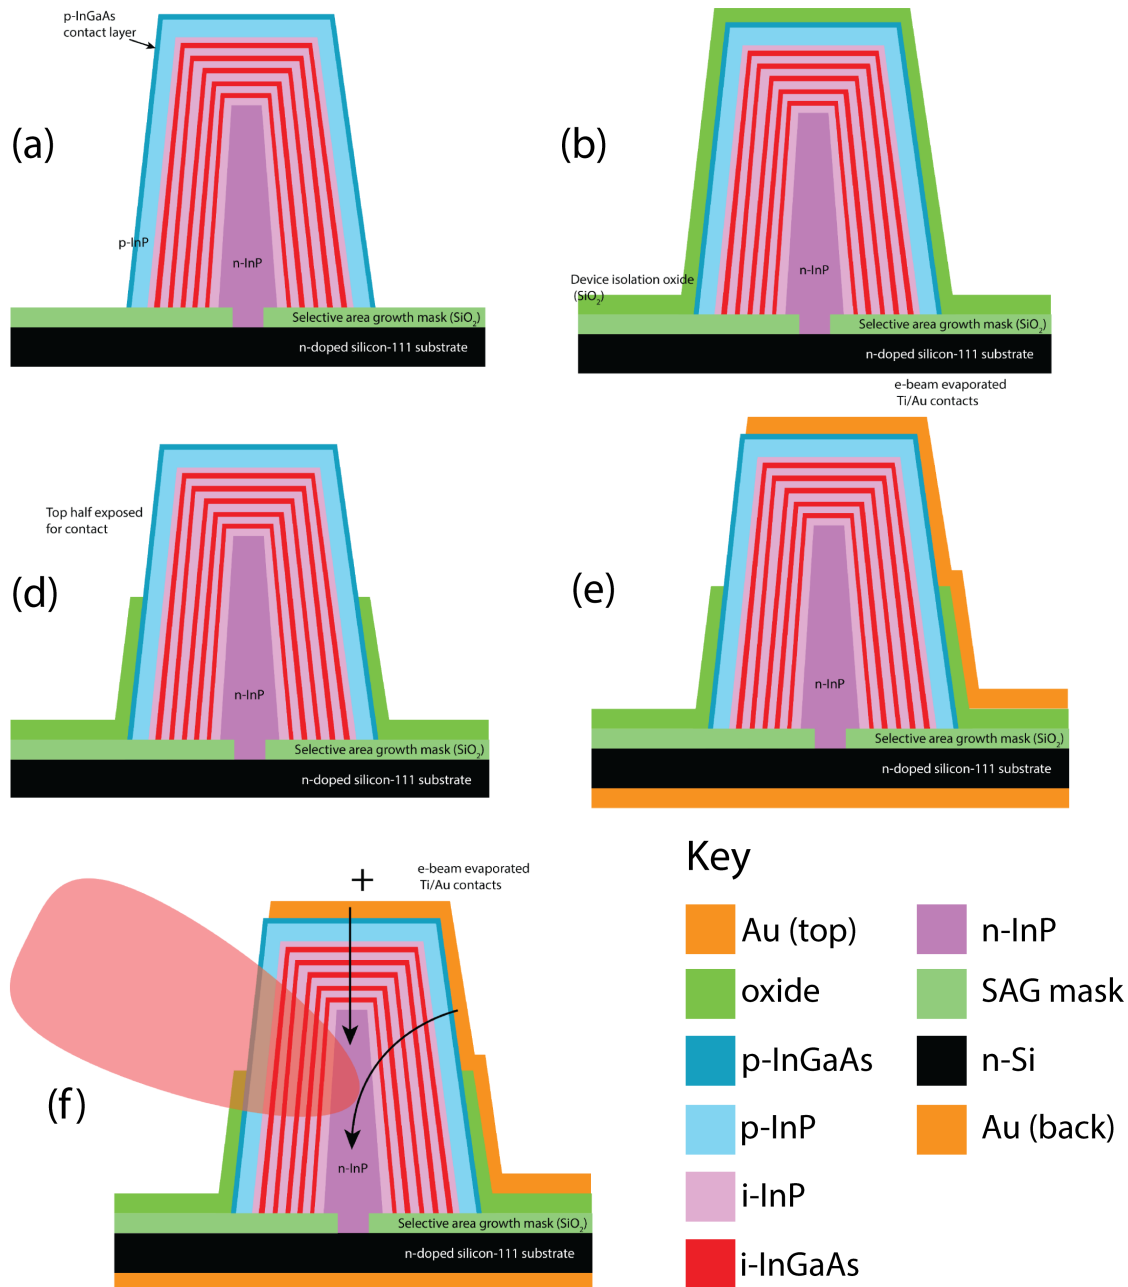 p-InGaAs
contact layer
(a)
p-InP
n-InP
Selective area growth mask (SiO2)
n-doped silicon-111 substrate
(b)
n-InP
Device isolation oxide
(SiO2)
Selective area growth mask (SiO2)
n-doped silicon-111 substrate
Top half exposed
for contact
(d)
n-InP
Selective area growth mask (SiO2)
n-doped silicon-111 substrate
e-beam evaporated
Ti/Au contacts
(e)
n-InP
Selective area growth mask (SiO2)
n-doped silicon-111 substrate
+
e-beam evaporated
Ti/Au contacts
(f)
n-InP
Selective area growth mask (SiO2)
n-doped silicon-111 substrate
Key
Au (top)
oxide
p-InGaAs
p-InP
i-InP
i-InGaAs
n-InP
SAG mask
n-Si
Au (back)